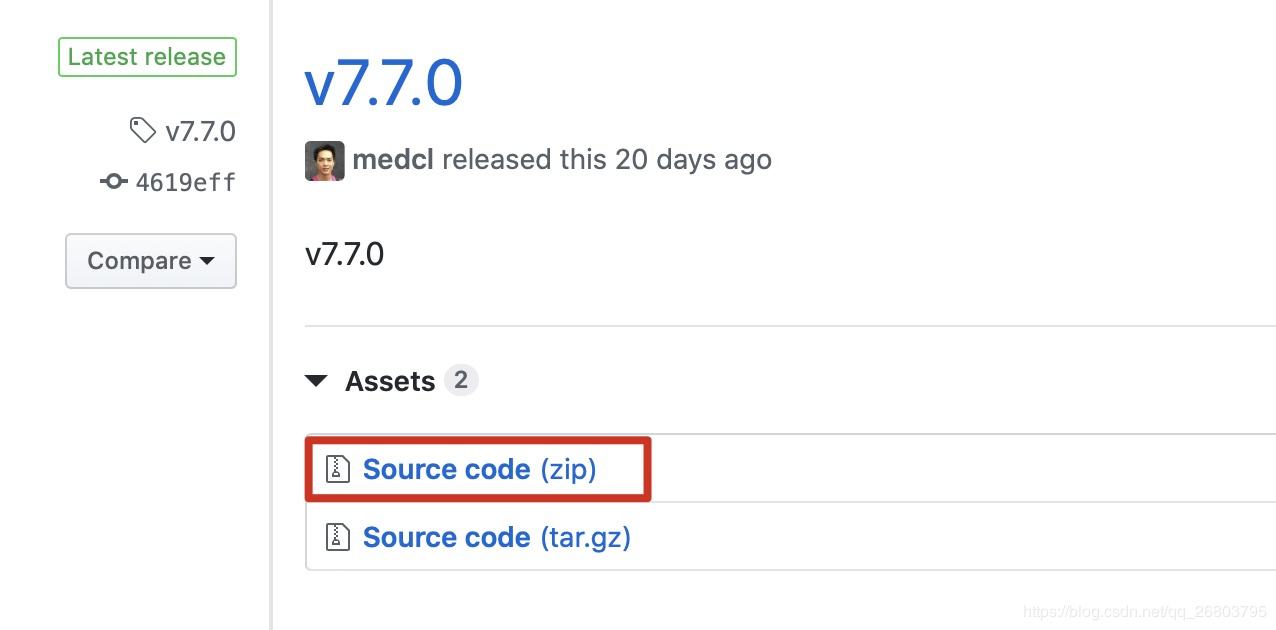 Latest release
v7.7.0
4619eff
Compare
v7.7.0
medcl released this 20 days ago
v7.7.0
Assets 2
Source code (zip)
Source code (tar.gz)
https://blog.csdn.net/qq_26803795